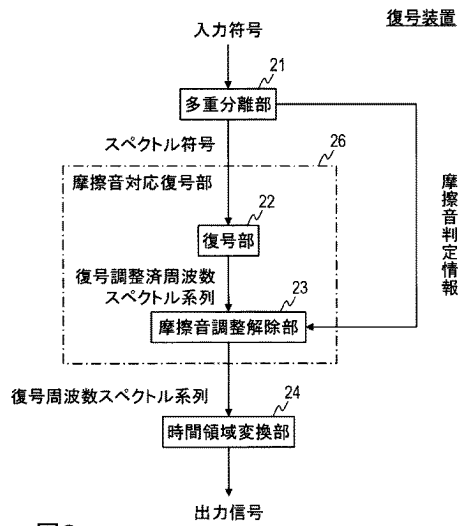 復号装置
入力符号
21
多重分離部
スペクトル符号
26
摩擦音対応復号部
22
復号部
摩擦音判定情報
復号調整済周波数
スペクトル系列
23
摩擦音調整解除部
復号周波数スペクトル系列
24
時間領域変換部
出力信号